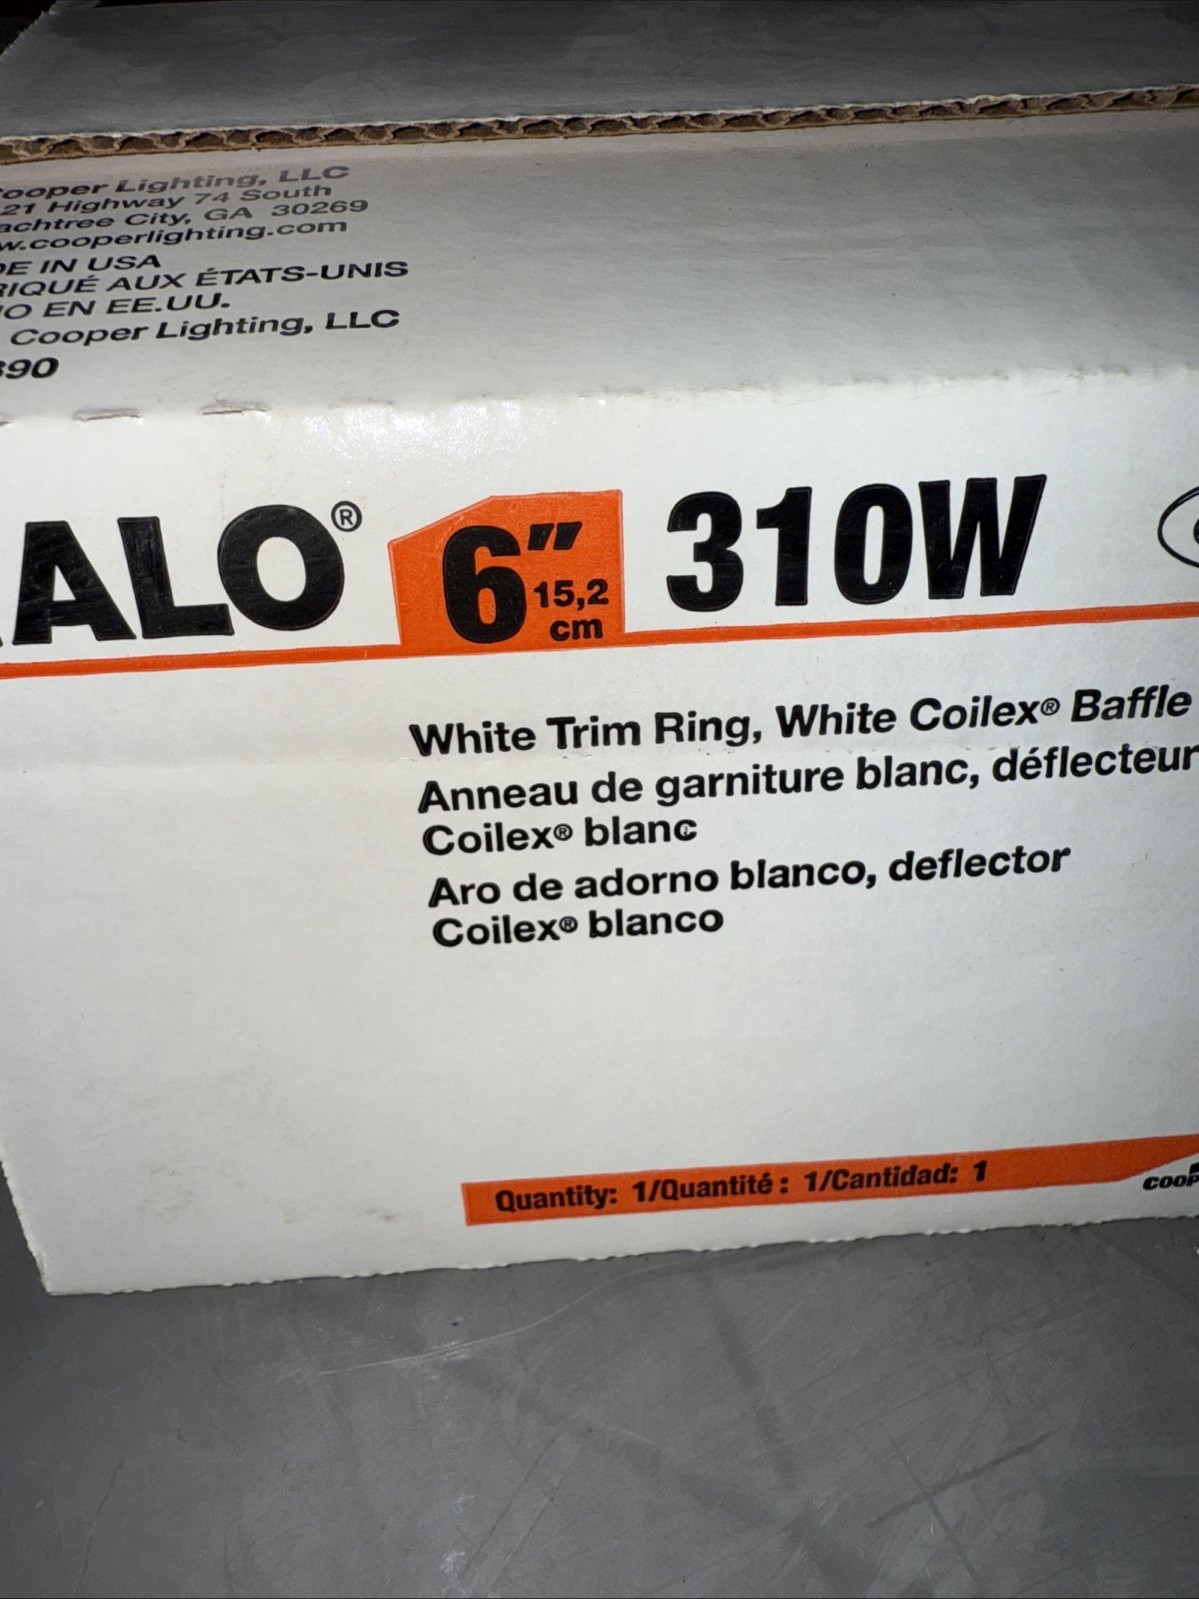 ooper Lighting, LLC
21 Highway 74 South
achtree City, GA 30269
w.cooperlighting.com
DE IN USA
RIQUÉ AUX ÉTATS-UNIS
O EN EE.UU.
Cooper Lighting, LLC
390
ALO® 6" 15,2 cm 310W
White Trim Ring, White Coilex® Baffle
Anneau de garniture blanc, déflecteur
Coilex® blanc
Aro de adorno blanco, deflector
Coilex® blanco
Quantity: 1/Quantité : 1/Cantidad: 1
COOP